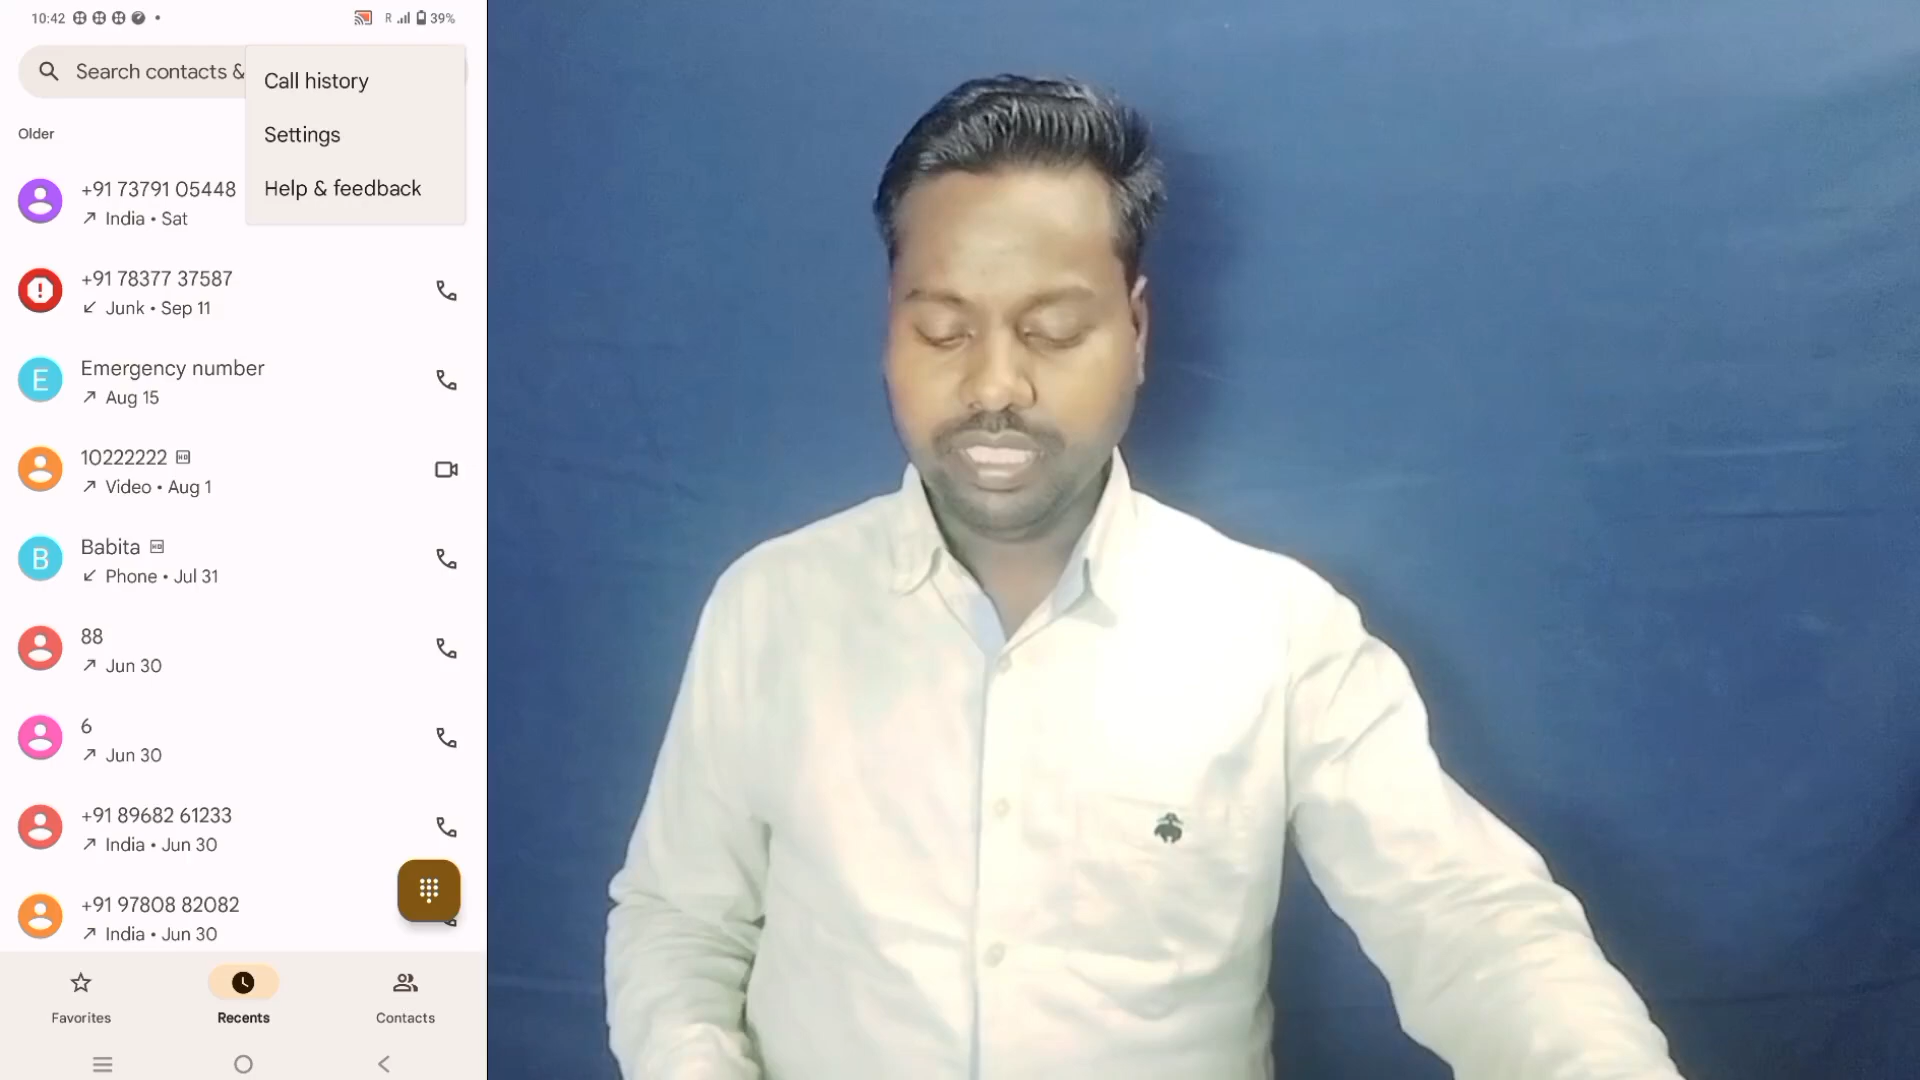 10:42
R
39%
Search contacts &
Call history
Settings
Help & feedback
Older
+91 73791 05448
India • Sat
+91 78377 37587
Junk • Sep 11
E
Emergency number
Aug 15
10222222 HD
Video • Aug 1
B
Babita HD
Phone • Jul 31
88
Jun 30
6
Jun 30
+91 89682 61233
India • Jun 30
+91 97808 82082
India • Jun 30
Favorites
Recents
Contacts